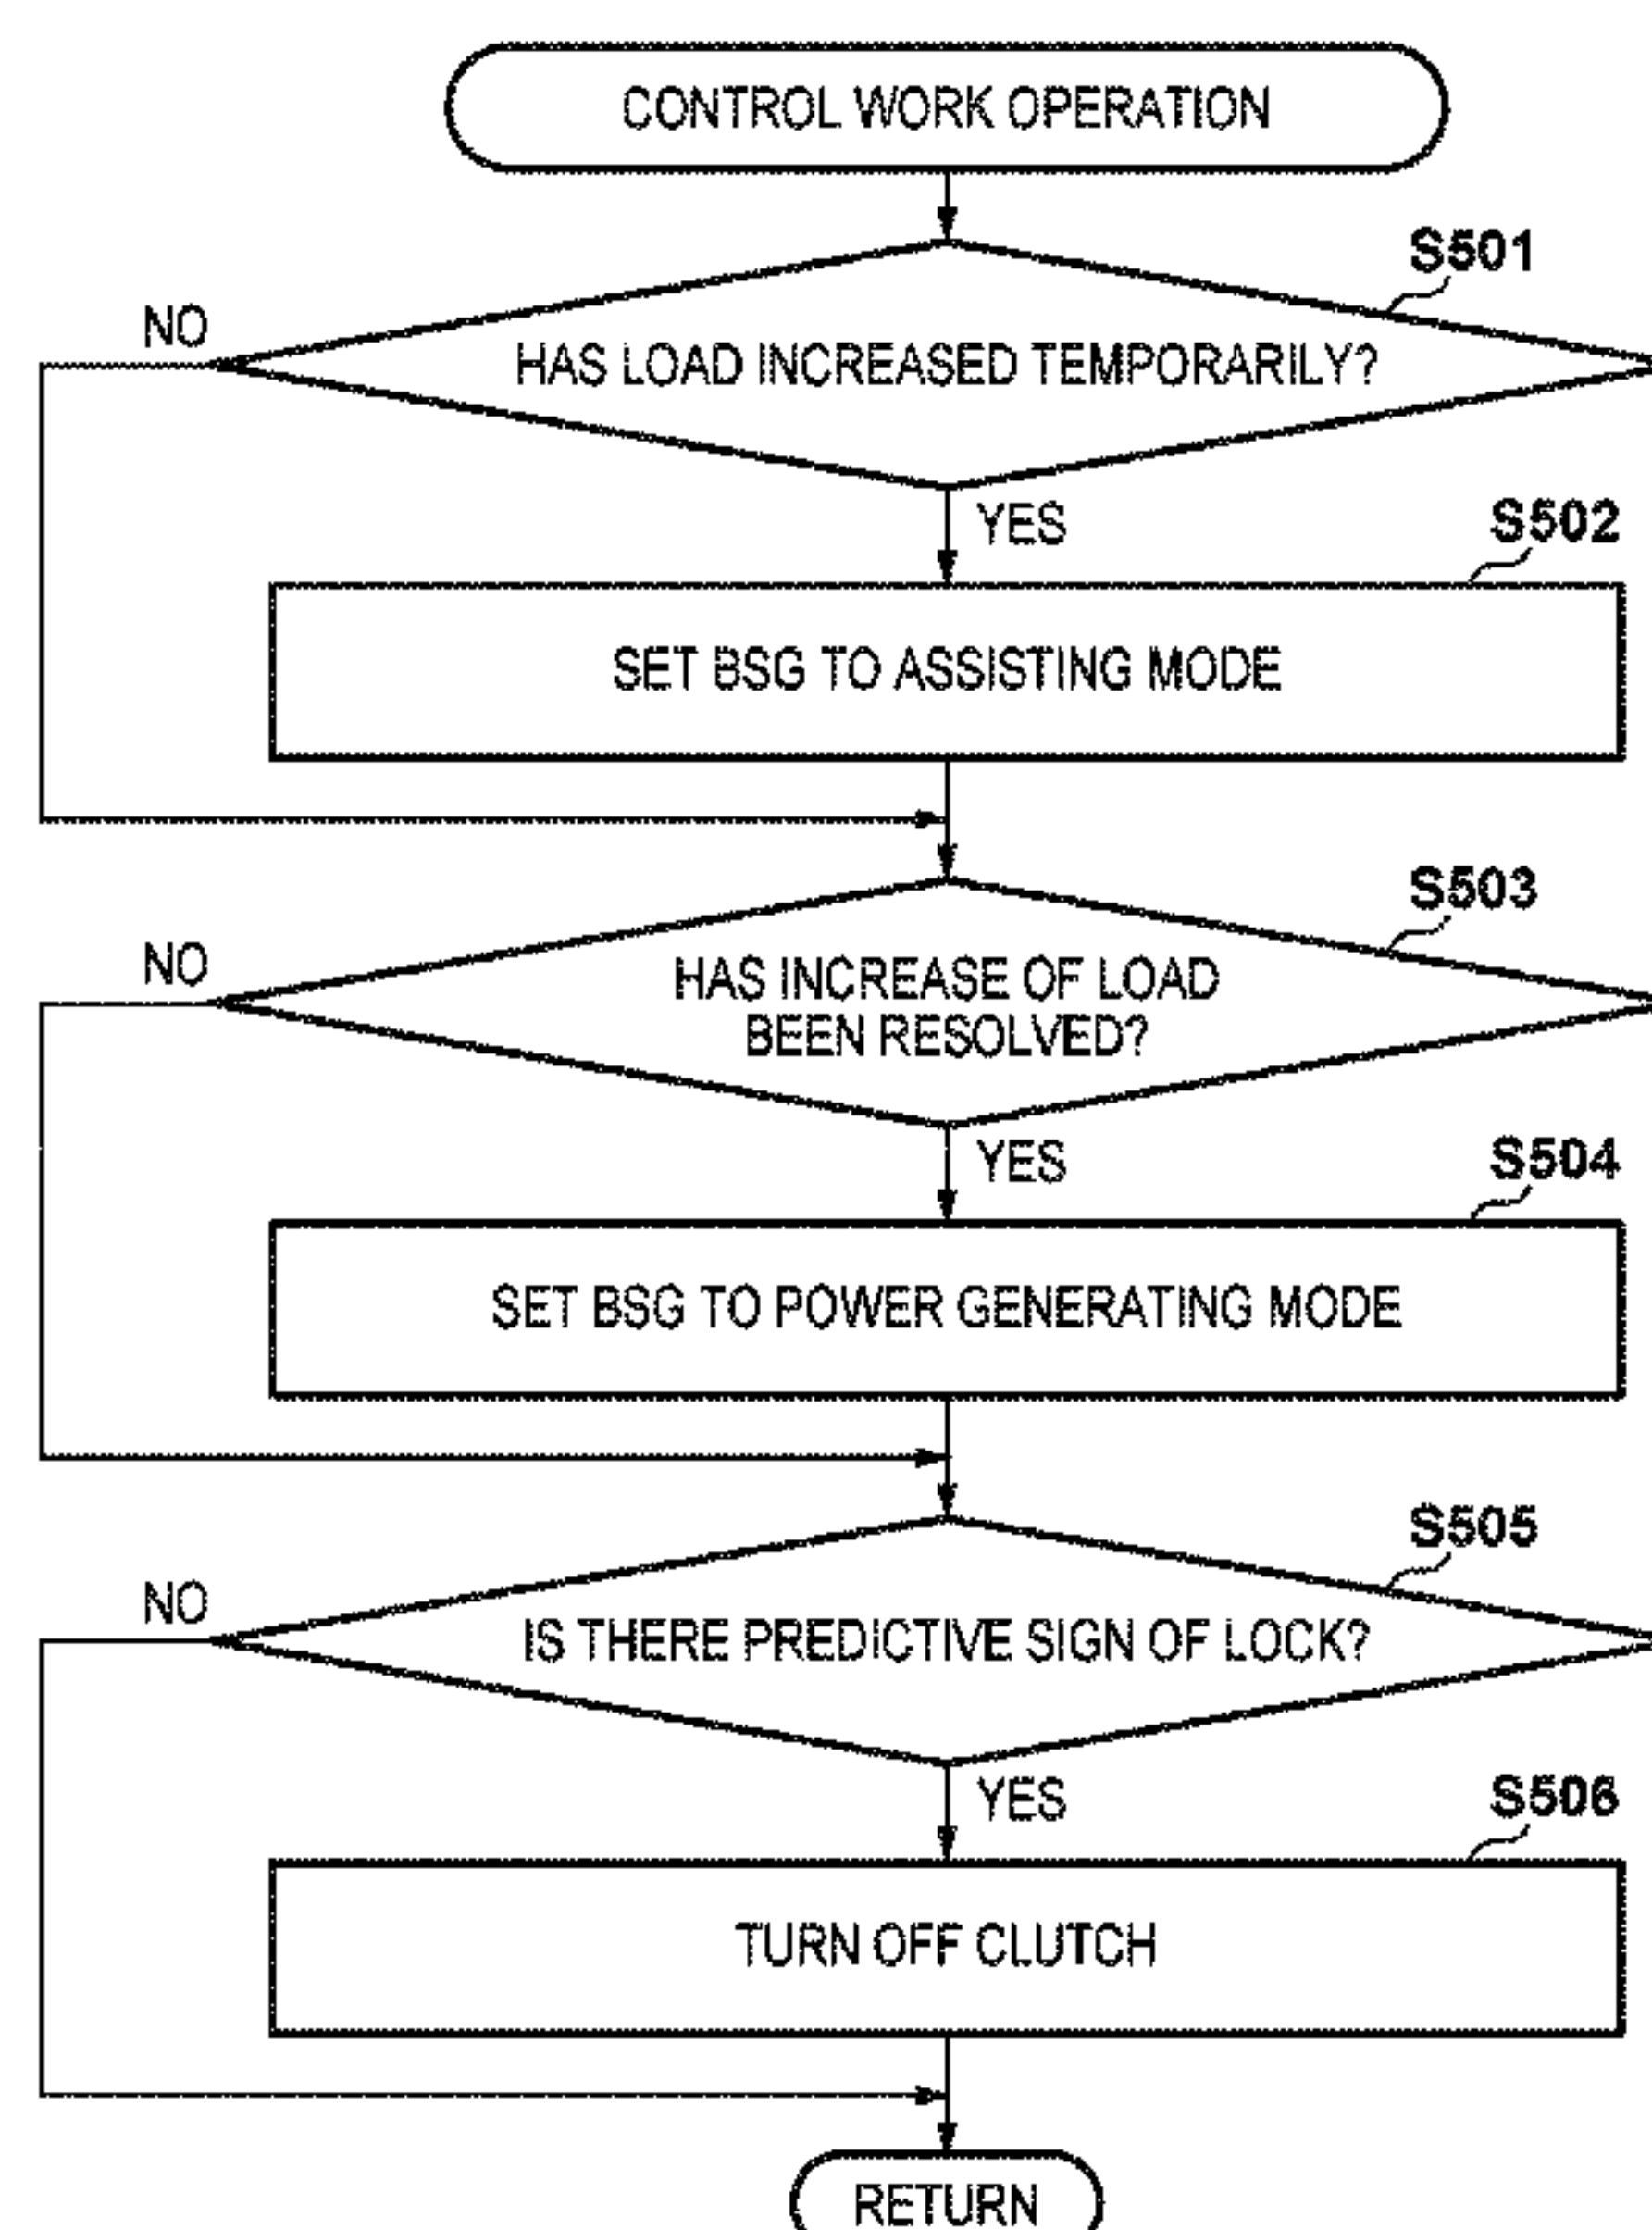 CONTROL WORK OPERATION
S501
NO
HAS LOAD INCREASED TEMPORARILY?
YES
S502
SET BSG TO ASSISTING MODE
S503
NO
HAS INCREASE OF LOAD
BEEN RESOLVED?
YES
S504
SET BSG TO POWER GENERATING MODE
S505
NO
IS THERE PREDICTIVE SIGN OF LOCK?
YES
S506
TURN OFF CLUTCH
RETURN